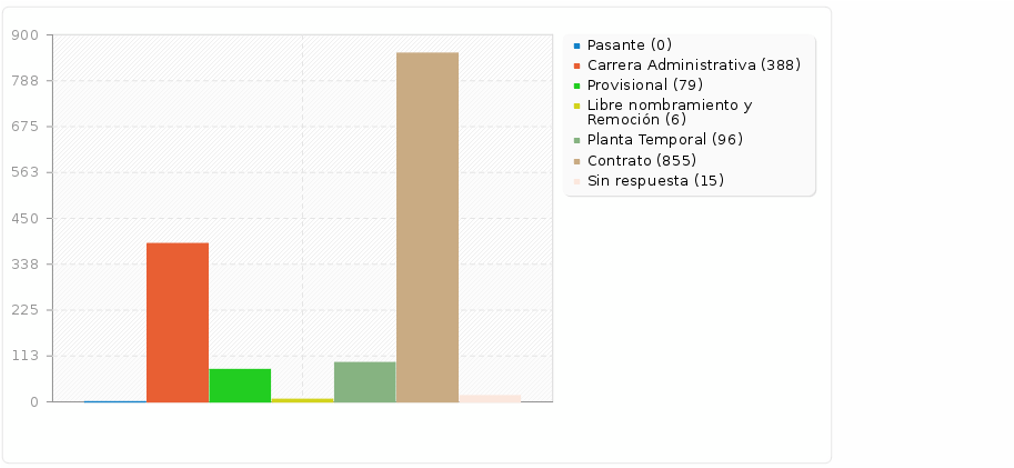 900
788
675
563
450
338
225
113
0
Pasante (0)
Carrera Administrativa (388)
Provisional (79)
Libre nombramiento y
Remoción (6)
Planta Temporal (96)
Contrato (855)
Sin respuesta (15)